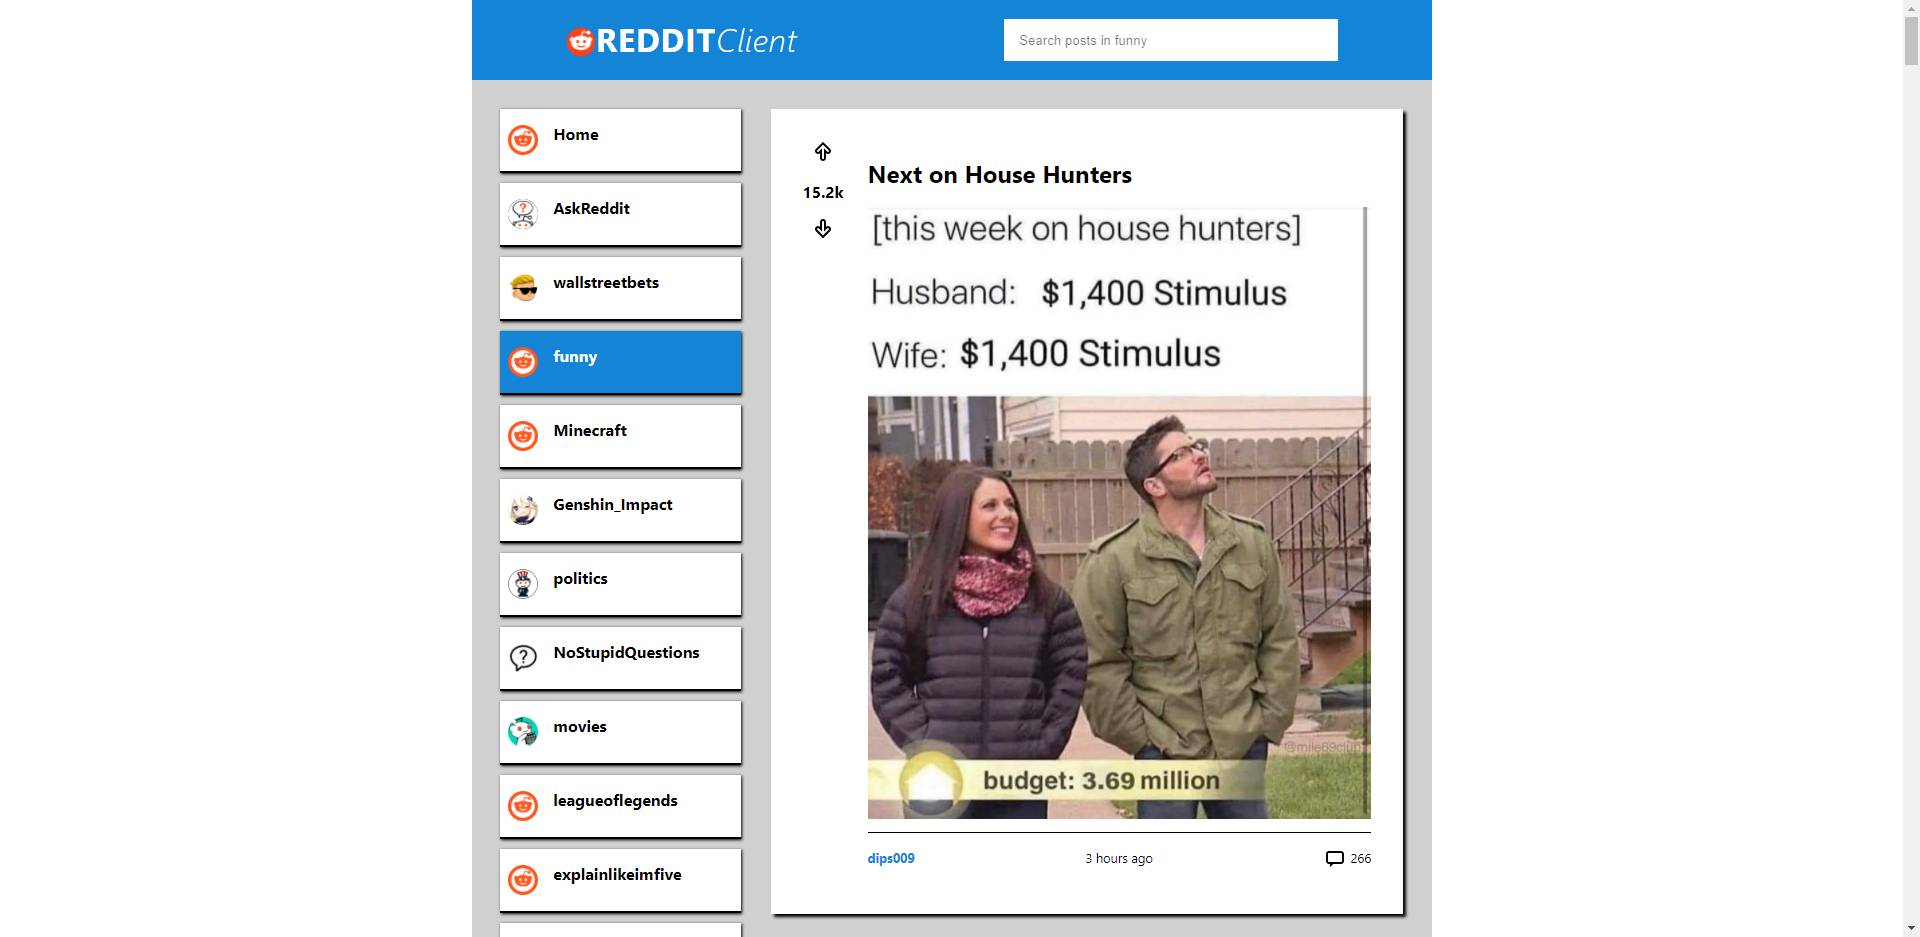 REDDITClient
Search posts in funny
Home
AskReddit
wallstreetbets
funny
Minecraft
Genshin_Impact
politics
NoStupidQuestions
movies
leagueoflegends
explainlikeimfive
15.2k
Next on House Hunters
[this week on house hunters]
Husband: $1,400 Stimulus
Wife: $1,400 Stimulus
budget: 3.69 million
dips009
3 hours ago
266